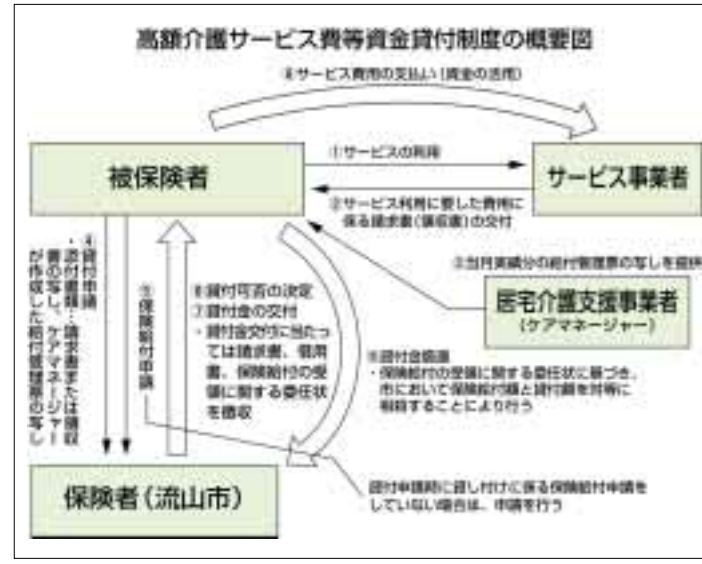 高額介護サービス費等資金貸付制度の概要図
⑧サービス費用の支払い(資金の活用)
被保険者
①サービスの利用
サービス事業者
②サービス利用に要した費用に
係る請求書(領収書)の交付
③当月実績分の給付管理票の写しを提供
居宅介護支援事業者
(ケアマネージャー)
④貸付申請
・添付書類…請求書または領収
書の写し、ケアマネージャー
が作成した給付管理票の写し
⑤保険給付申請
⑥貸付可否の決定
⑦貸付金の交付
・貸付金交付に当たっ
ては請求書、借用
書、保険給付の受
領に関する委任状
を徴収
⑨貸付金償還
・保険給付の受領に関する委任状に基づき、
市において保険給付額と貸付額を対等に
相殺することにより行う
保険者(流山市)
貸付申請時に貸し付けに係る保険給付申請を
していない場合は、申請を行う